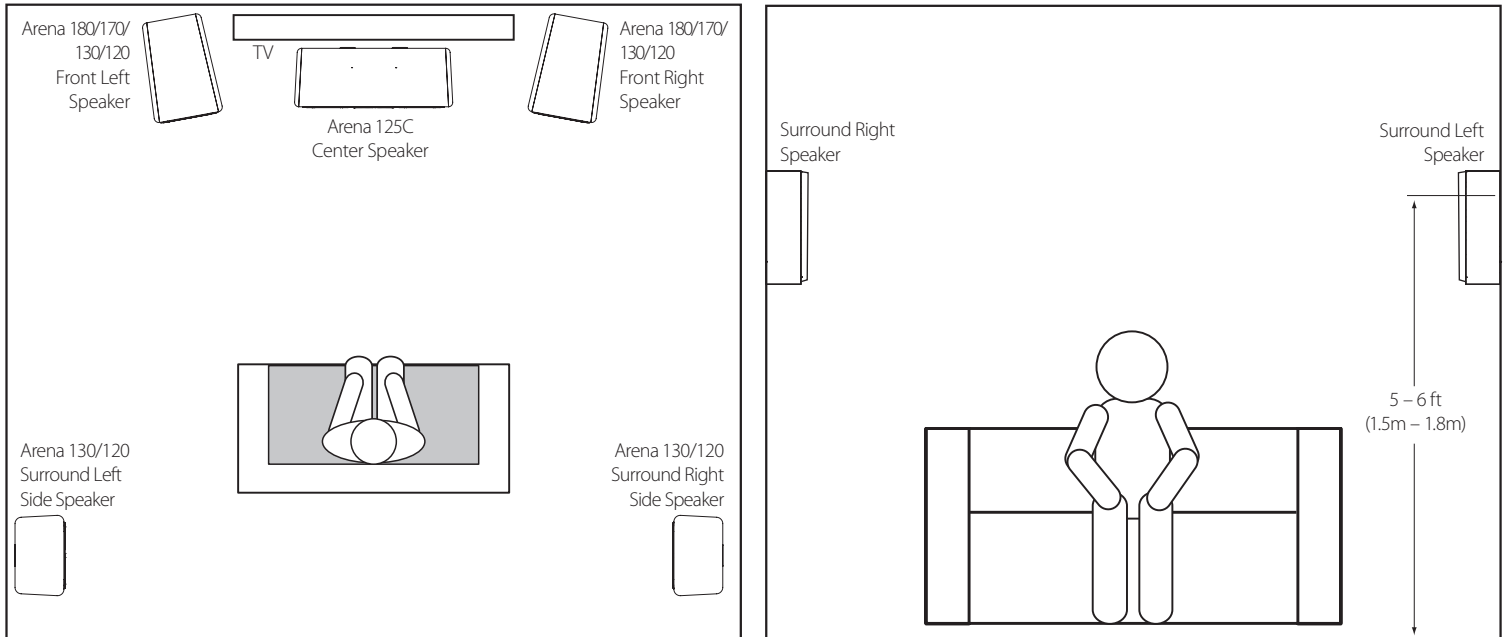 Arena 180/170/
130/120
Front Left
Speaker
TV
Arena 125C
Center Speaker
Arena 180/170/
130/120
Front Right
Speaker
Arena 130/120
Surround Left
Side Speaker
Arena 130/120
Surround Right
Side Speaker
Surround Right
Speaker
Surround Left
Speaker
5 – 6 ft
(1.5m – 1.8m)